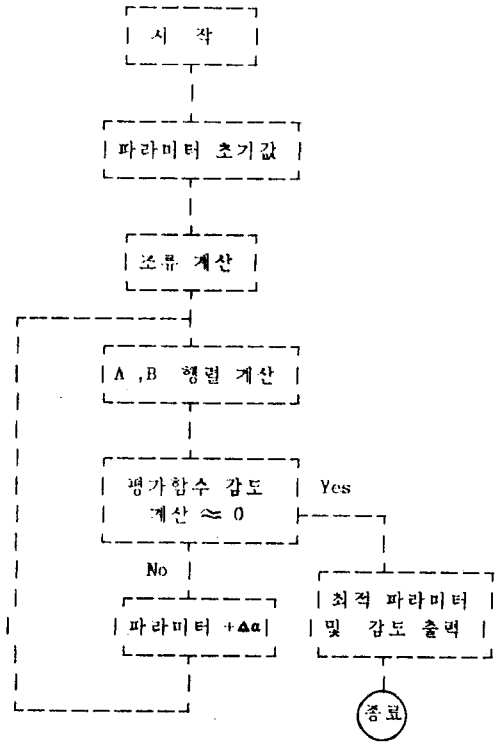 시 작
파라미터 초기값
조류 계산
A ,B 행렬 계산
평가함수 감도
계산 ≈ 0
Yes
No
파라미터 +Δα
최적 파라미터
및 감도 출력
종료